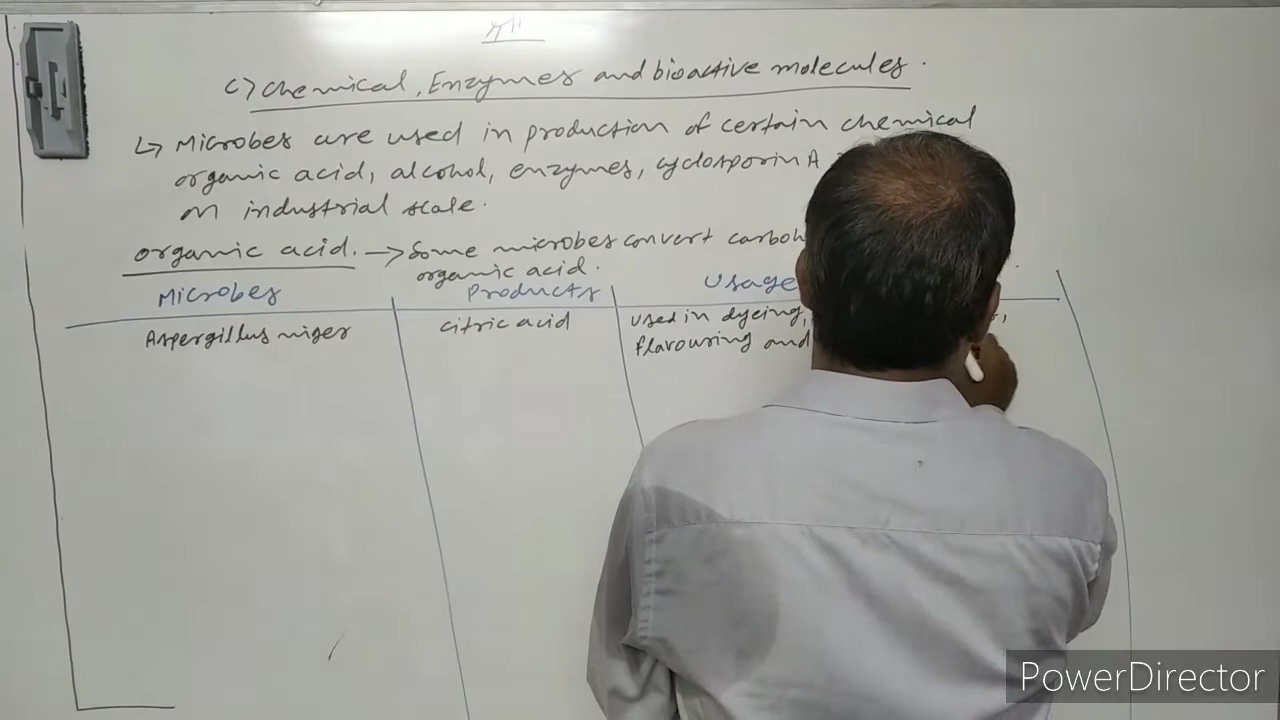 C) Chemical, Enzymes and bioactive molecules.
↳ Microbes are used in production of certain chemical
organic acid, alcohol, enzymes, cyclosporin A
on industrial scale.
organic acid. → Some microbes convert
organic acid.
Microbes Products Usage
Aspergillus niger citric acid used in dyeing,
flavouring and
PowerDirector